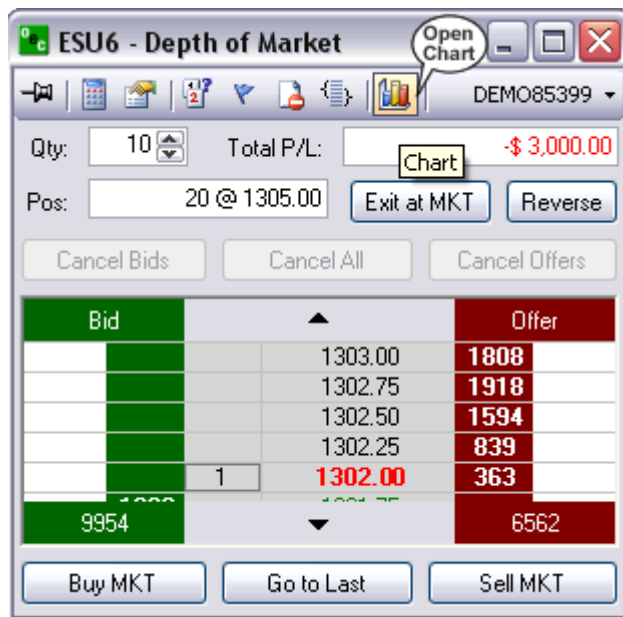 OEC ESU6 - Depth of Market
Open
Chart
12?
DEMO85399
Qty: 10 Total P/L: -$ 3,000.00
Chart
Pos: 20 @ 1305.00 Exit at MKT Reverse
Cancel Bids Cancel All Cancel Offers
Bid Offer
1303.00 1808
1302.75 1918
1302.50 1594
1302.25 839
1 1302.00 363
9954 6562
Buy MKT Go to Last Sell MKT